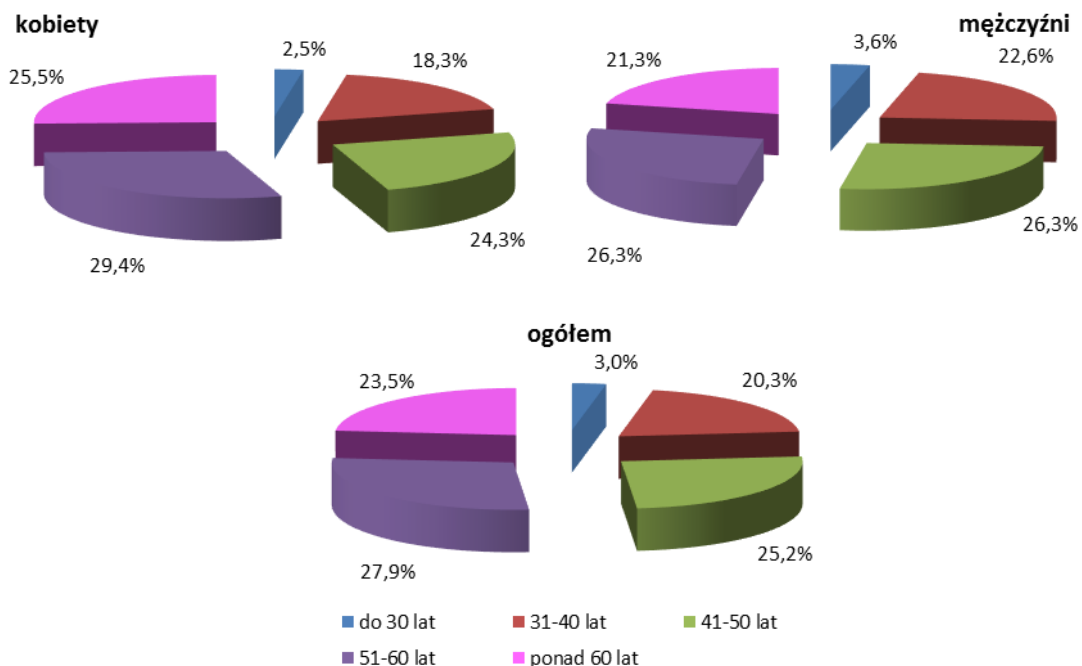 kobiety
2,5%
18,3%
25,5%
24,3%
29,4%
mężczyźni
3,6%
22,6%
21,3%
26,3%
26,3%
ogółem
3,0%
20,3%
23,5%
25,2%
27,9%
do 30 lat
31-40 lat
41-50 lat
51-60 lat
ponad 60 lat